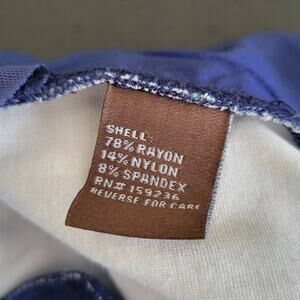 SHELL:
78% RAYON
14% NYLON
8% SPANDEX
RN# 159236
REVERSE FOR CARE